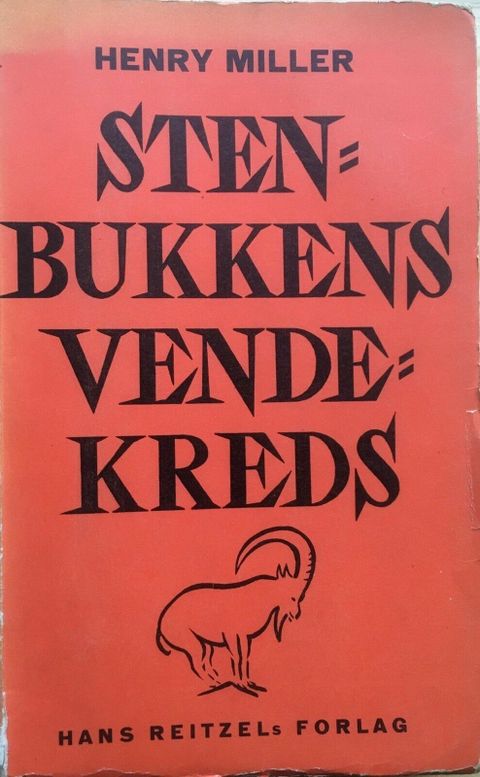 HENRY MILLER
STEN=
BUKKENS
VENDE=
KREDS
HANS REITZELs FORLAG